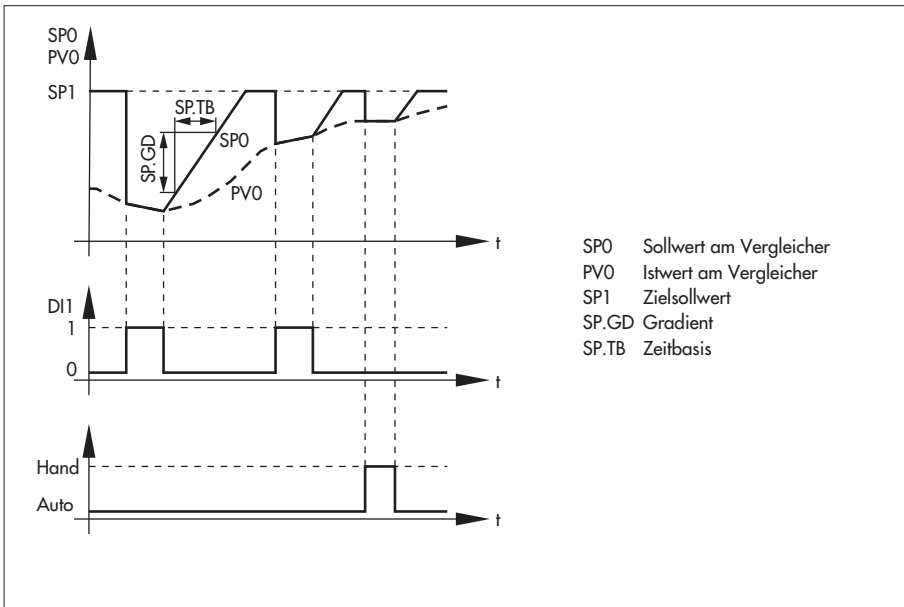 SP0
PV0
SP1
SP.TB
SP.GD
SP0
PV0
t
DI1
1
0
t
Hand
Auto
t
SP0 Sollwert am Vergleicher
PV0 Istwert am Vergleicher
SP1 Zielsollwert
SP.GD Gradient
SP.TB Zeitbasis